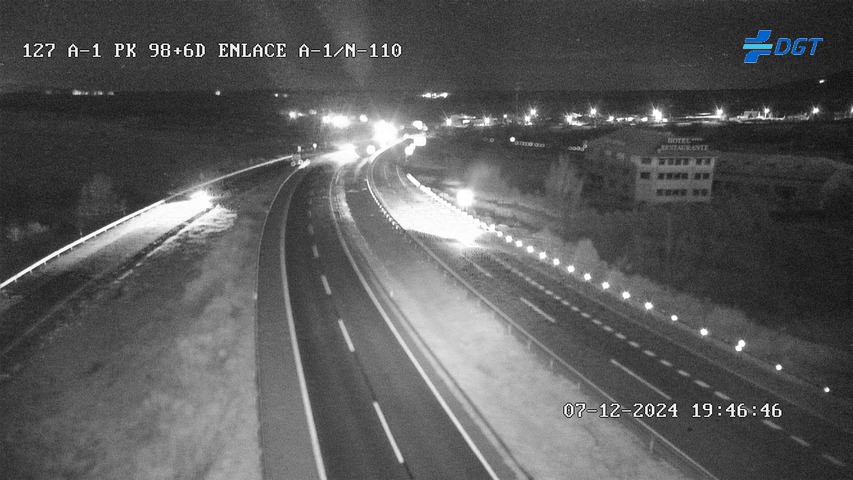 127 A-1 PK 98+6D ENLACE A-1/N-110
DGT
HOTEL
RESTAURANTE
07-12-2024 19:46:46